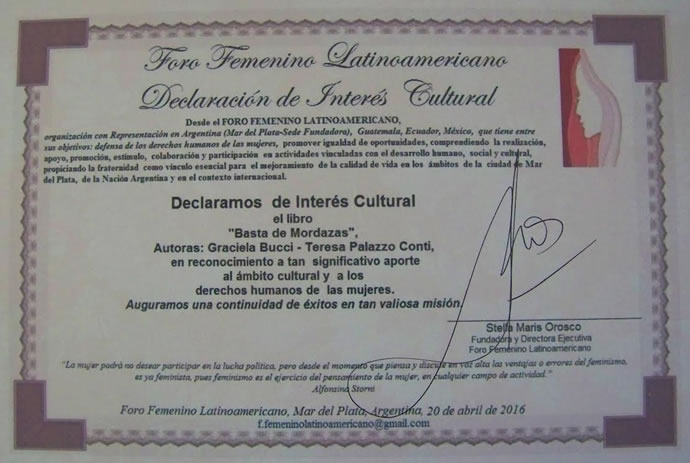 Foro Femenino Latinoamericano
Declaración de Interés Cultural
Desde el FORO FEMENINO LATINOAMERICANO,
organización con Representación en Argentina (Mar del Plata-Sede Fundadora), Guatemala, Ecuador, México, que tiene entre
sus objetivos: defensa de los derechos humanos de las mujeres, promover igualdad de oportunidades, comprendiendo la realización,
apoyo, promoción, estímulo, colaboración y participación en actividades vinculadas con el desarrollo humano, social y cultural,
propiciando la fraternidad como vínculo esencial para el mejoramiento de la calidad de vida en los ámbitos de la ciudad de Mar
del Plata, de la Nación Argentina y en el contexto internacional.
Declaramos de Interés Cultural
el libro
"Basta de Mordazas",
Autoras: Graciela Bucci - Teresa Palazzo Conti,
en reconocimiento a tan significativo aporte
al ámbito cultural y a los
derechos humanos de las mujeres.
Auguramos una continuidad de éxitos en tan valiosa misión.
Stella Maris Orosco
Fundadora y Directora Ejecutiva
Foro Femenino Latinoamericano
"La mujer podrá no desear participar en la lucha política, pero desde el momento que piensa y discute en voz alta las ventajas o errores del feminismo,
es ya feminista, pues feminismo es el ejercicio del pensamiento de la mujer, en cualquier campo de actividad."
Alfonsina Storni
Foro Femenino Latinoamericano, Mar del Plata, Argentina, 20 de abril de 2016
f.femeninolatinoamericano@gmail.com